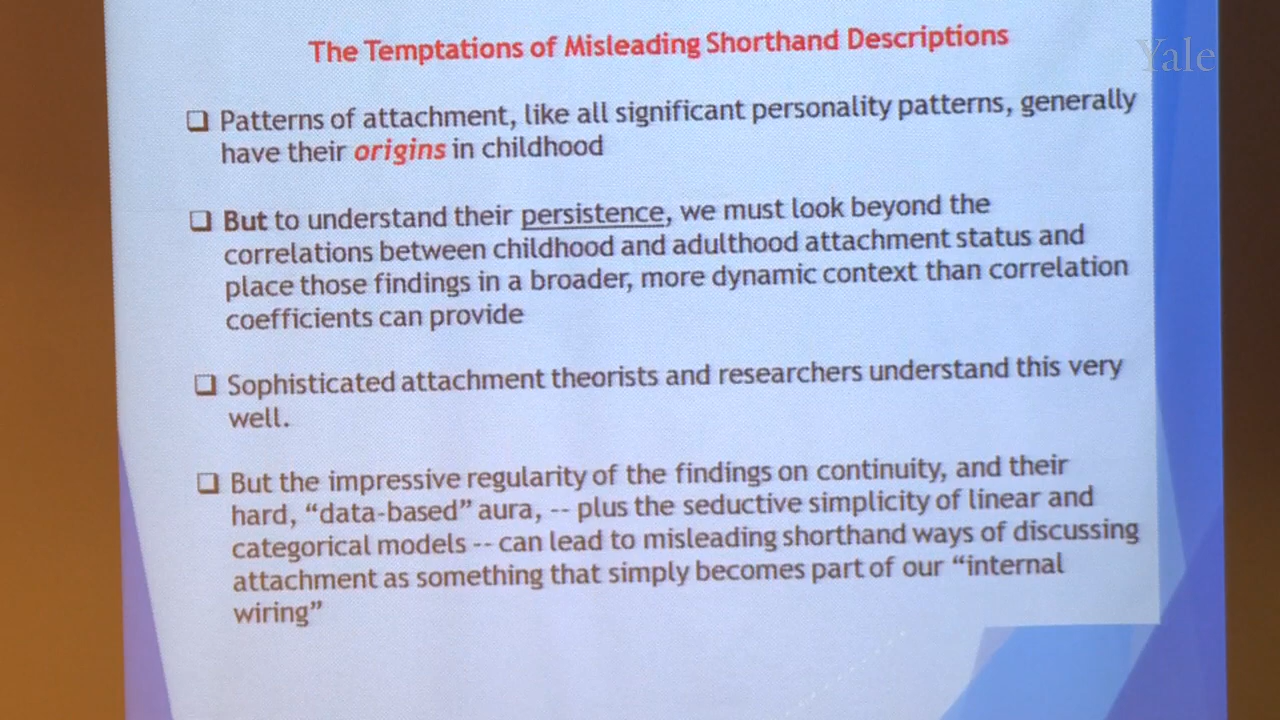 The Temptations of Misleading Shorthand Descriptions
Yale
❑ Patterns of attachment, like all significant personality patterns, generally
have their origins in childhood
❑ But to understand their persistence, we must look beyond the
correlations between childhood and adulthood attachment status and
place those findings in a broader, more dynamic context than correlation
coefficients can provide
❑ Sophisticated attachment theorists and researchers understand this very
well.
❑ But the impressive regularity of the findings on continuity, and their
hard, “data-based” aura, -- plus the seductive simplicity of linear and
categorical models -- can lead to misleading shorthand ways of discussing
attachment as something that simply becomes part of our “internal
wiring”